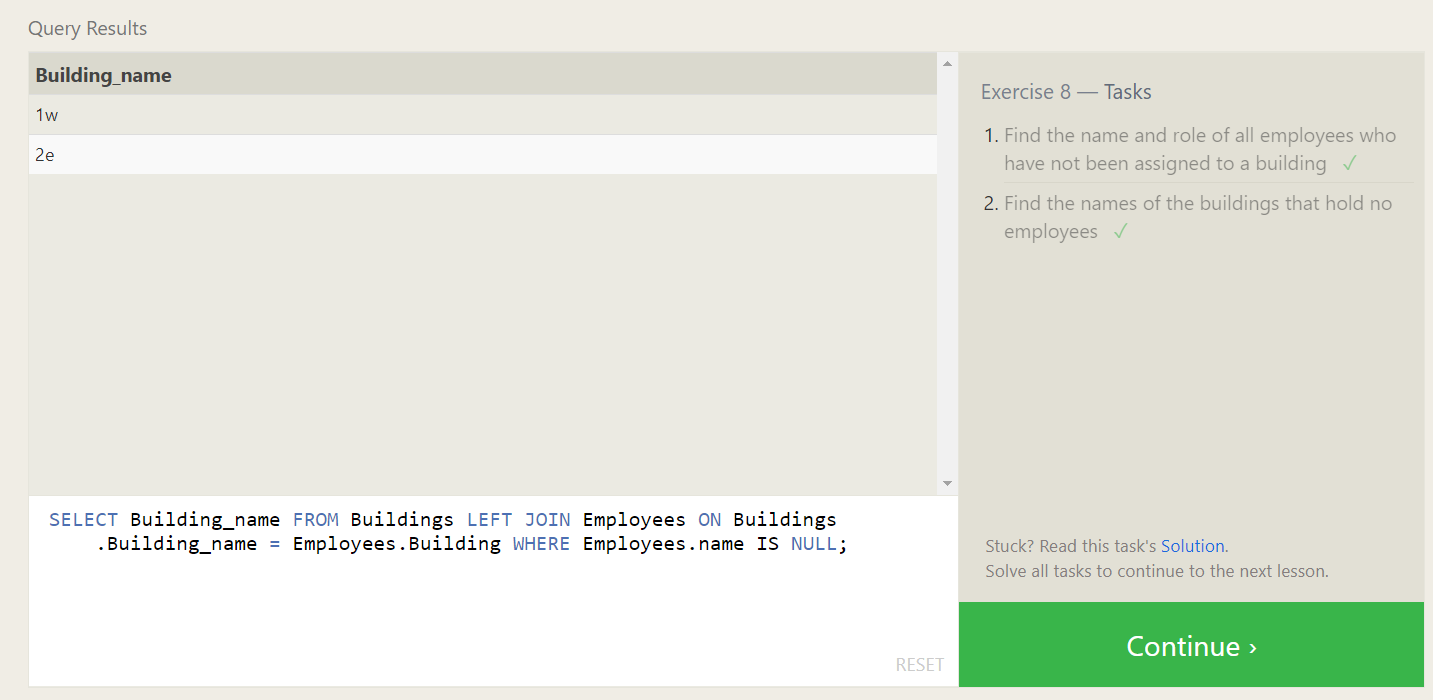 Query Results
Building_name
1w
2e
SELECT Building_name FROM Buildings LEFT JOIN Employees ON Buildings
.Building_name = Employees.Building WHERE Employees.name IS NULL;
RESET
Exercise 8 — Tasks
1. Find the name and role of all employees who
have not been assigned to a building ✓
2. Find the names of the buildings that hold no
employees ✓
Stuck? Read this task's Solution.
Solve all tasks to continue to the next lesson.
Continue ›